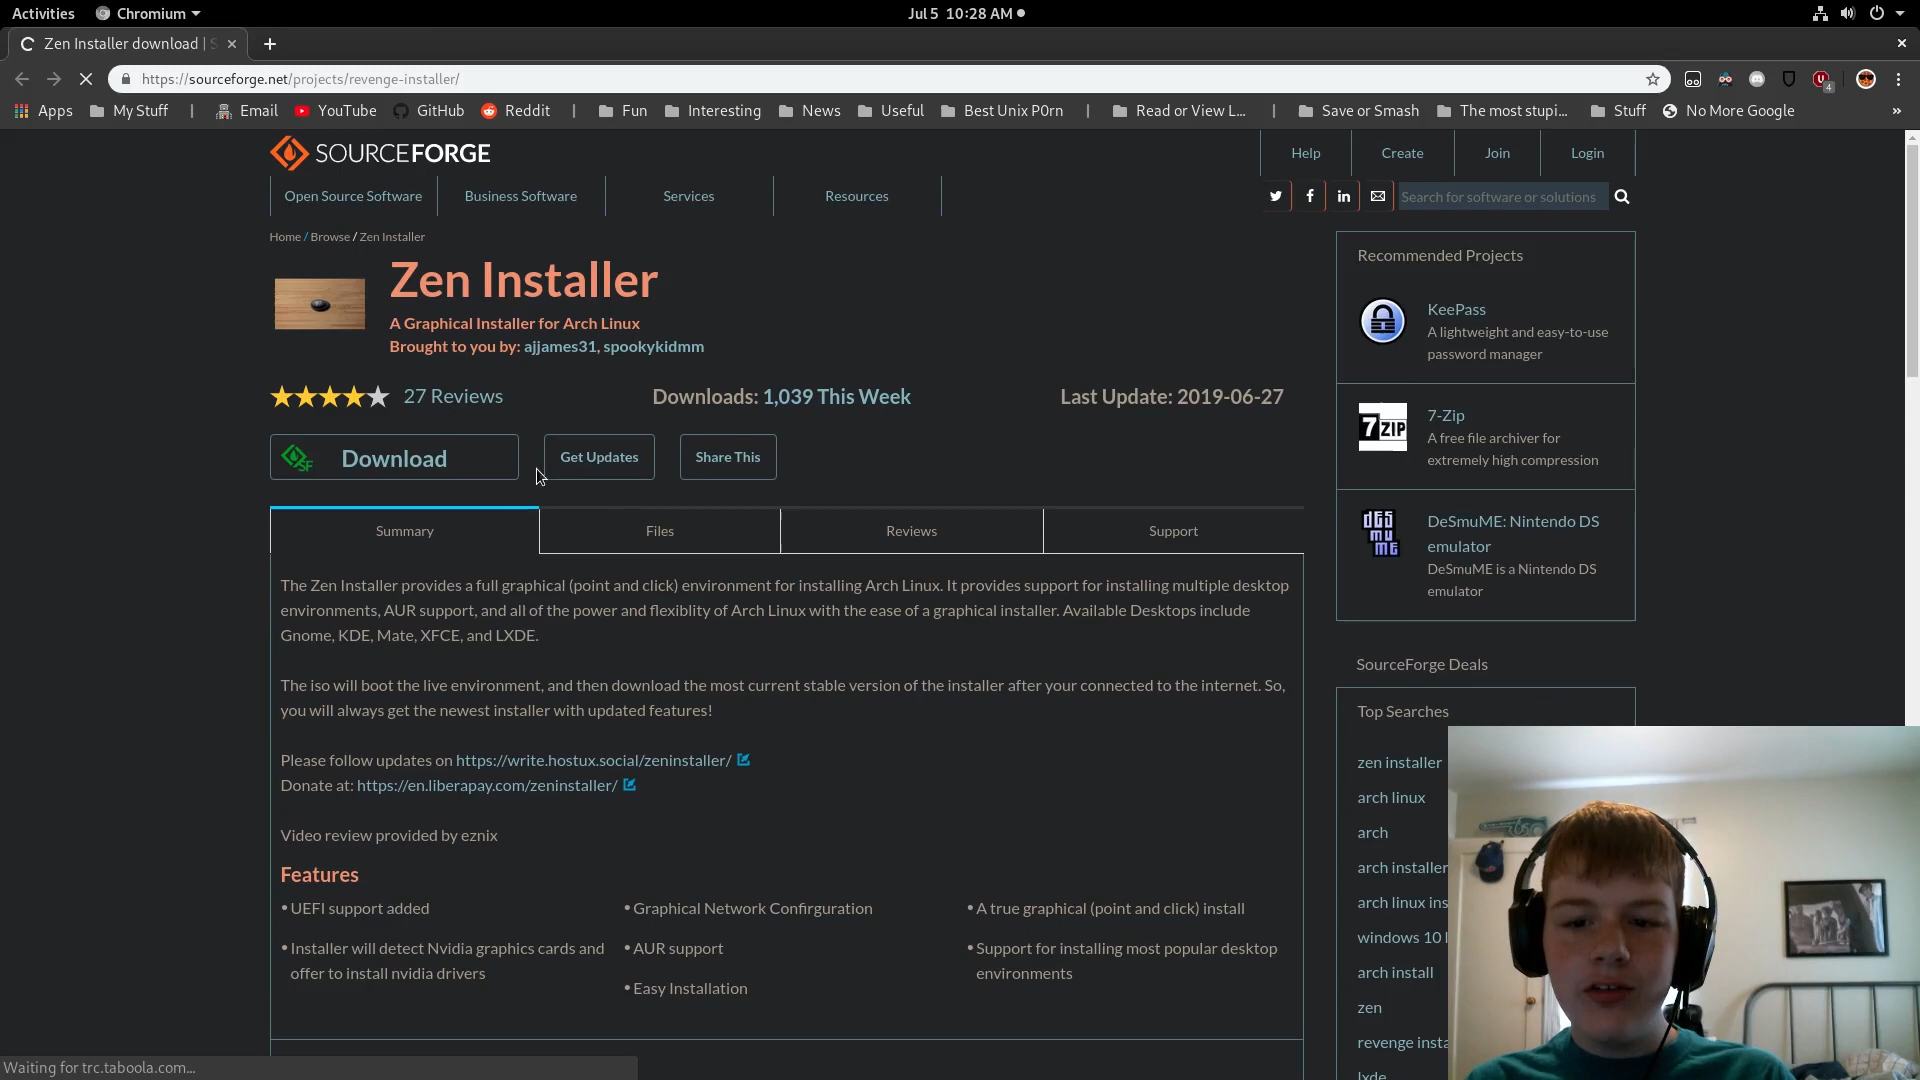 Activities Chromium Jul 5 10:28 AM
Zen Installer download | S
https://sourceforge.net/projects/revenge-installer/
4
Apps My Stuff | Email YouTube GitHub Reddit | Fun Interesting News Useful Best Unix P0rn | Read or View L... | Save or Smash The most stupi... Stuff No More Google »
SOURCEFORGE
Help Create Join Login
Open Source Software Business Software Services Resources
Search for software or solutions
Home / Browse / Zen Installer
Zen Installer
A Graphical Installer for Arch Linux
Brought to you by: ajjames31, spookykidmm
27 Reviews Downloads: 1,039 This Week Last Update: 2019-06-27
SF Download Get Updates Share This
Summary Files Reviews Support
The Zen Installer provides a full graphical (point and click) environment for installing Arch Linux. It provides support for installing multiple desktop
environments, AUR support, and all of the power and flexiblity of Arch Linux with the ease of a graphical installer. Available Desktops include
Gnome, KDE, Mate, XFCE, and LXDE.
The iso will boot the live environment, and then download the most current stable version of the installer after your connected to the internet. So,
you will always get the newest installer with updated features!
Please follow updates on https://write.hostux.social/zeninstaller/
Donate at: https://en.liberapay.com/zeninstaller/
Video review provided by eznix
Features
• UEFI support added
• Installer will detect Nvidia graphics cards and
offer to install nvidia drivers
• Graphical Network Confirguration
• AUR support
• Easy Installation
• A true graphical (point and click) install
• Support for installing most popular desktop
environments
Recommended Projects
KeePass
A lightweight and easy-to-use
password manager
7ZIP
7-Zip
A free file archiver for
extremely high compression
DeSmuME
DeSmuME: Nintendo DS
emulator
DeSmuME is a Nintendo DS
emulator
SourceForge Deals
Top Searches
zen installer
arch linux
arch
arch installer
arch linux ins
windows 10 l
arch install
zen
revenge insta
lxde
Waiting for trc.taboola.com...